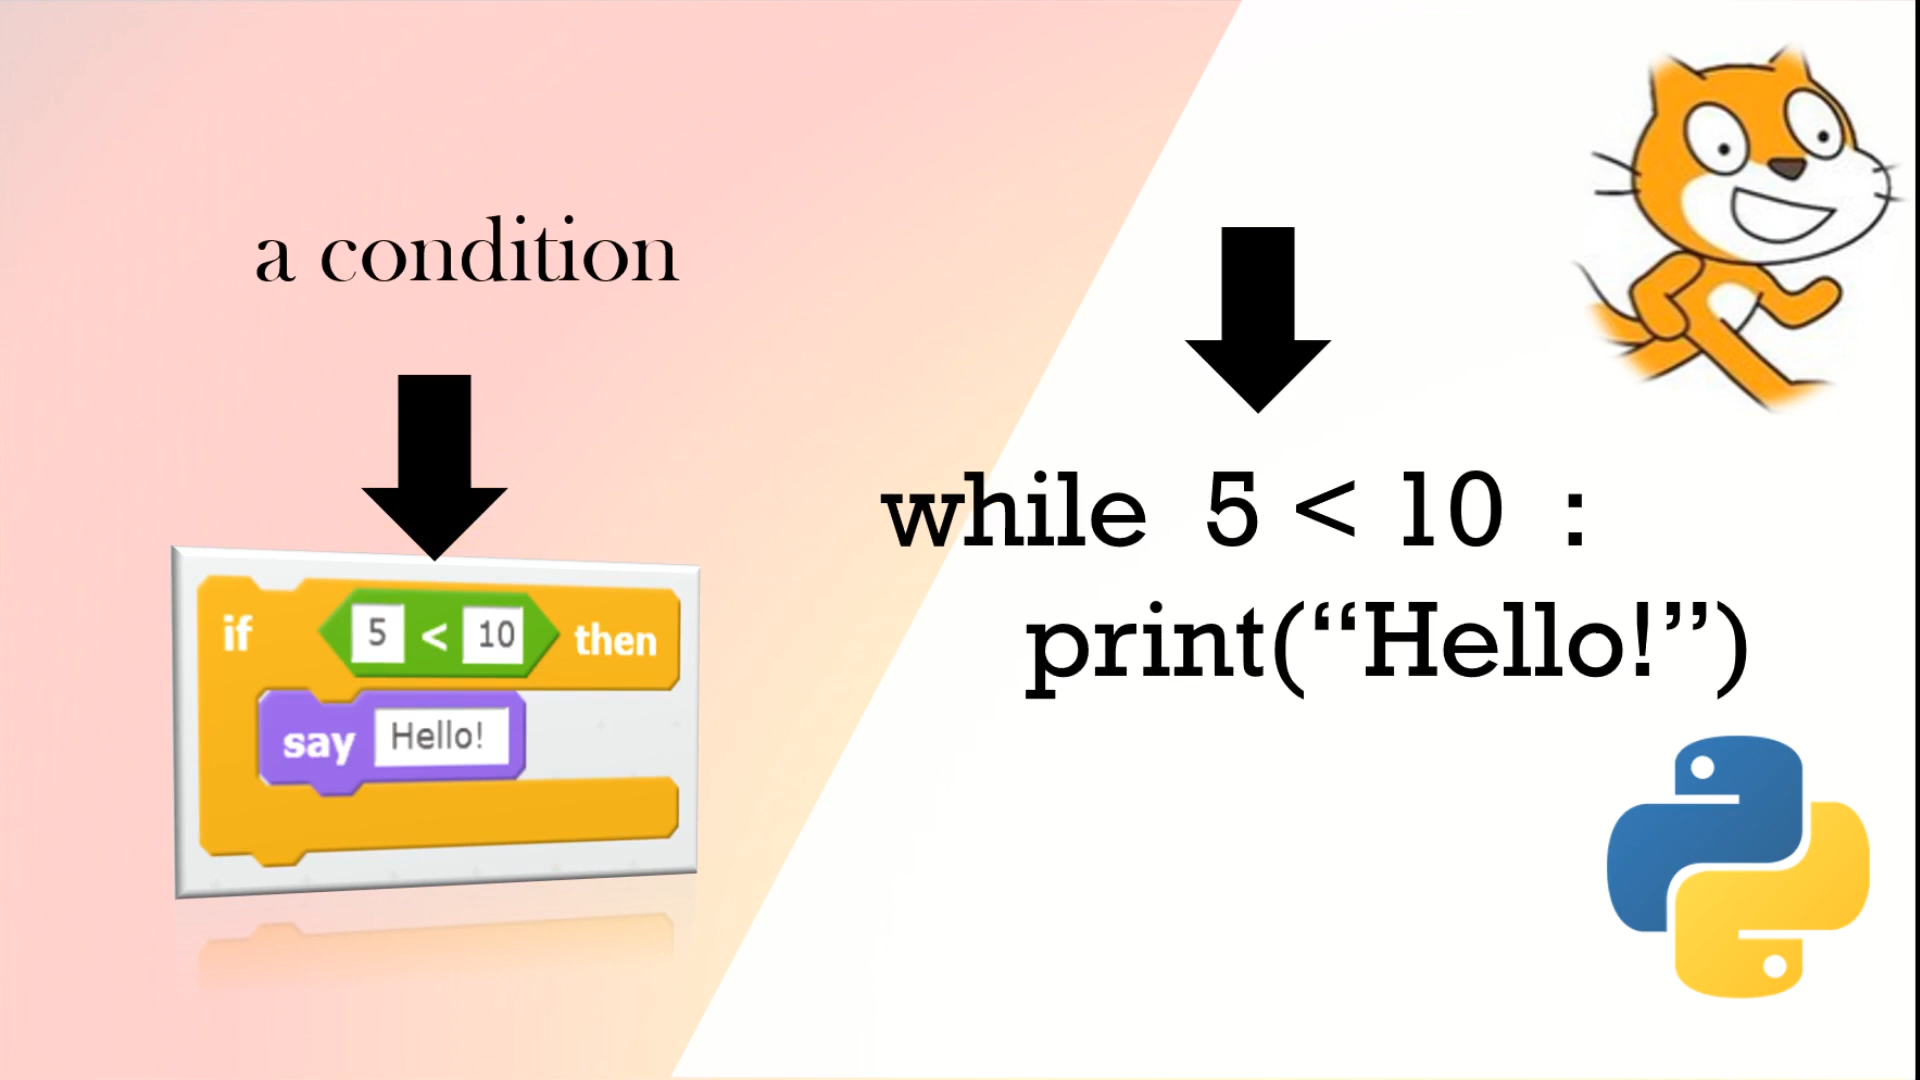 a condition
if 5 < 10 then
say Hello!
while 5 < 10 :
print(“Hello!”)